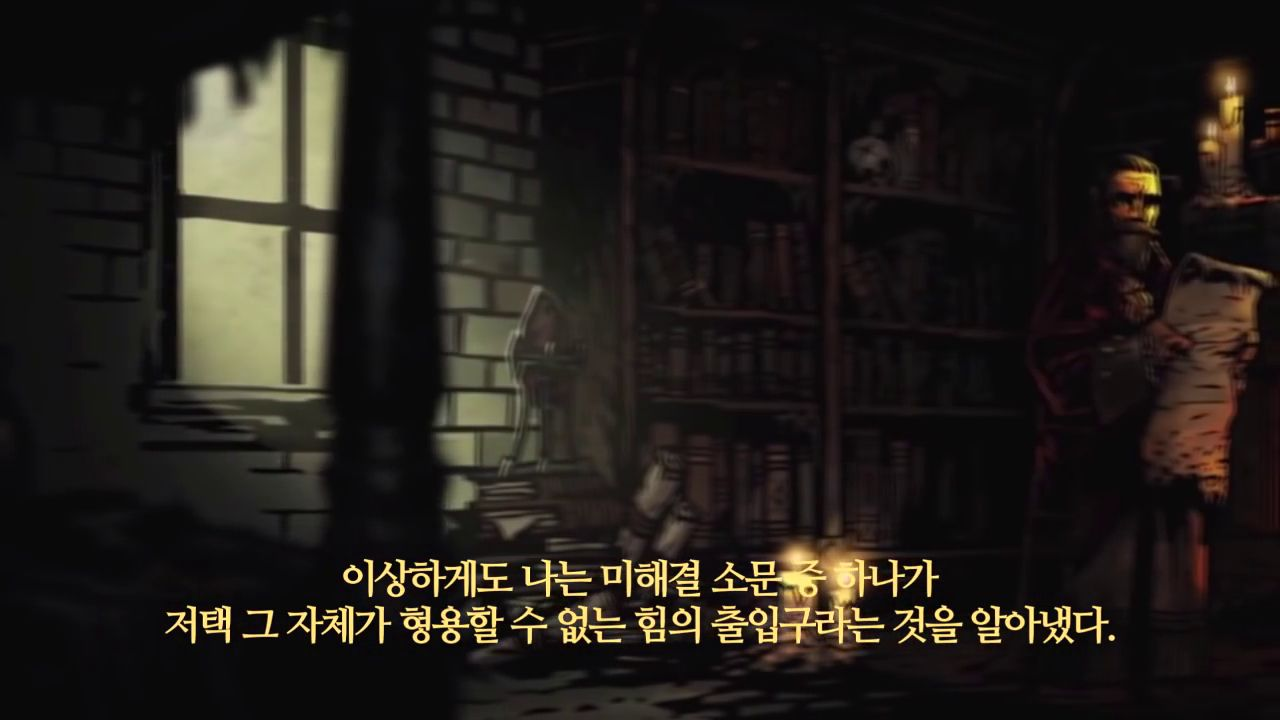 이상하게도 나는 미해결 소문 중 하나가
저택 그 자체가 형용할 수 없는 힘의 출입구라는 것을 알아냈다.